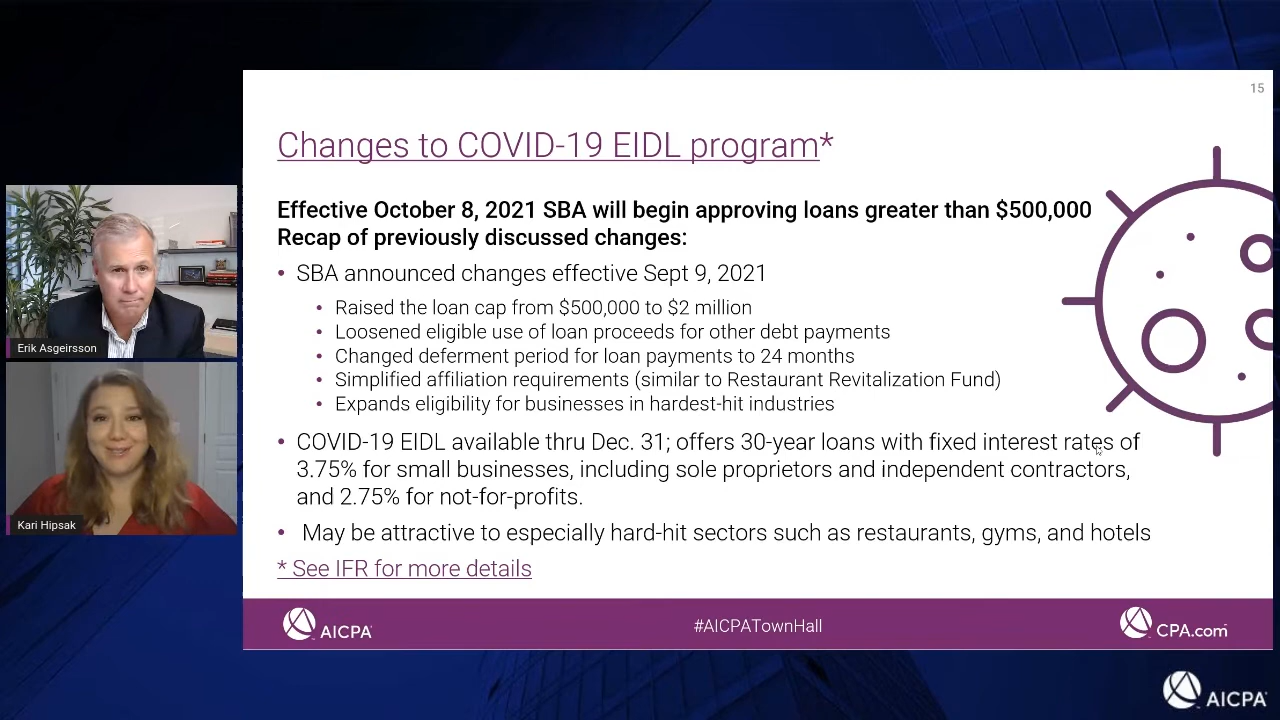 15
Changes to COVID-19 EIDL program*
Effective October 8, 2021 SBA will begin approving loans greater than $500,000
Recap of previously discussed changes:
• SBA announced changes effective Sept 9, 2021
• Raised the loan cap from $500,000 to $2 million
• Loosened eligible use of loan proceeds for other debt payments
• Changed deferment period for loan payments to 24 months
• Simplified affiliation requirements (similar to Restaurant Revitalization Fund)
• Expands eligibility for businesses in hardest-hit industries
• COVID-19 EIDL available thru Dec. 31; offers 30-year loans with fixed interest rates of
3.75% for small businesses, including sole proprietors and independent contractors,
and 2.75% for not-for-profits.
• May be attractive to especially hard-hit sectors such as restaurants, gyms, and hotels
* See IFR for more details
Erik Asgeirsson
Kari Hipsak
AICPA
#AICPATownHall
CPA.com
AICPA